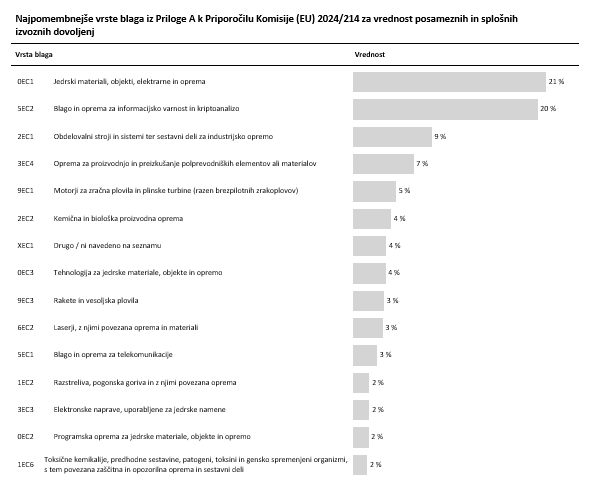 Najpomembnejše vrste blaga iz Priloge A k Priporočilu Komisije (EU) 2024/214 za vrednost posameznih in splošnih
izvoznih dovoljenj
Vrsta blaga Vrednost
0EC1 Jedrski materiali, objekti, elektrarne in oprema 21 %
5EC2 Blago in oprema za informacijsko varnost in kriptoanalizo 20 %
2EC1 Obdelovalni stroji in sistemi ter sestavni deli za industrijsko opremo 9 %
3EC4 Oprema za proizvodnjo in preizkušanje polprevodniških elementov ali materialov 7 %
9EC1 Motorji za zračna plovila in plinske turbine (razen brezpilotnih zrakoplovov) 5 %
2EC2 Kemična in biološka proizvodna oprema 4 %
XEC1 Drugo / ni navedeno na seznamu 4 %
0EC3 Tehnologija za jedrske materiale, objekte in opremo 4 %
9EC3 Rakete in vesoljska plovila 3 %
6EC2 Laserji, z njimi povezana oprema in materiali 3 %
5EC1 Blago in oprema za telekomunikacije 3 %
1EC2 Razstreliva, pogonska goriva in z njimi povezana oprema 2 %
3EC3 Elektronske naprave, uporabljene za jedrske namene 2 %
0EC2 Programska oprema za jedrske materiale, objekte in opremo 2 %
1EC6 Toksične kemikalije, predhodne sestavine, patogeni, toksini in gensko spremenjeni organizmi, 2 %
s tem povezana zaščitna in opozorilna oprema in sestavni deli